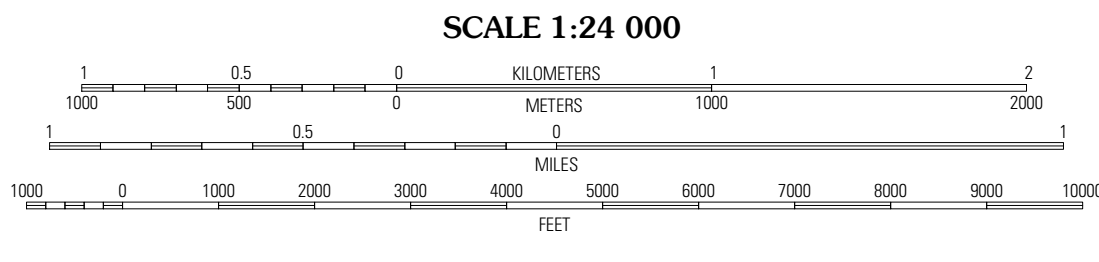 SCALE 1:24 000
1 0.5 0 KILOMETERS 1 2
1000 500 0 METERS 1000 2000
1 0.5 0 1
MILES
1000 0 1000 2000 3000 4000 5000 6000 7000 8000 9000 10000
FEET